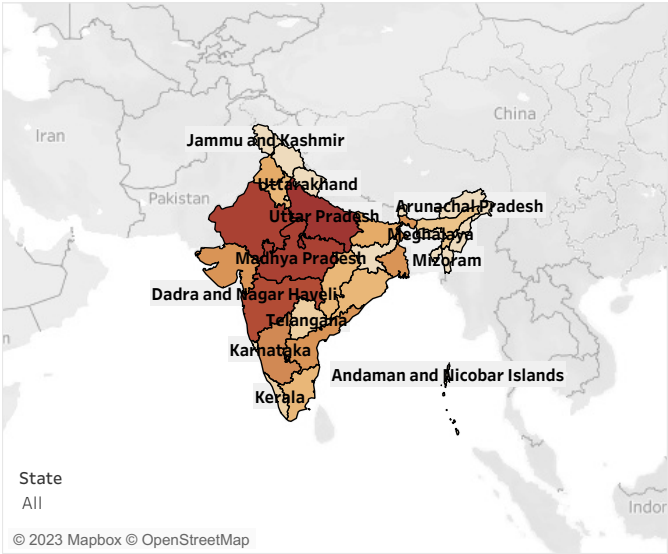 China
Jammu and Kashmir
Iran
Uttarakhand
Pakistan
Arunachal Pradesh
Uttar Pradesh
Meghalaya
Madhya Pradesh
Mizoram
Dadra and Nagar Haveli
Telangana
Karnataka
Andaman and Nicobar Islands
Kerala
State
All
Indor
© 2023 Mapbox © OpenStreetMap